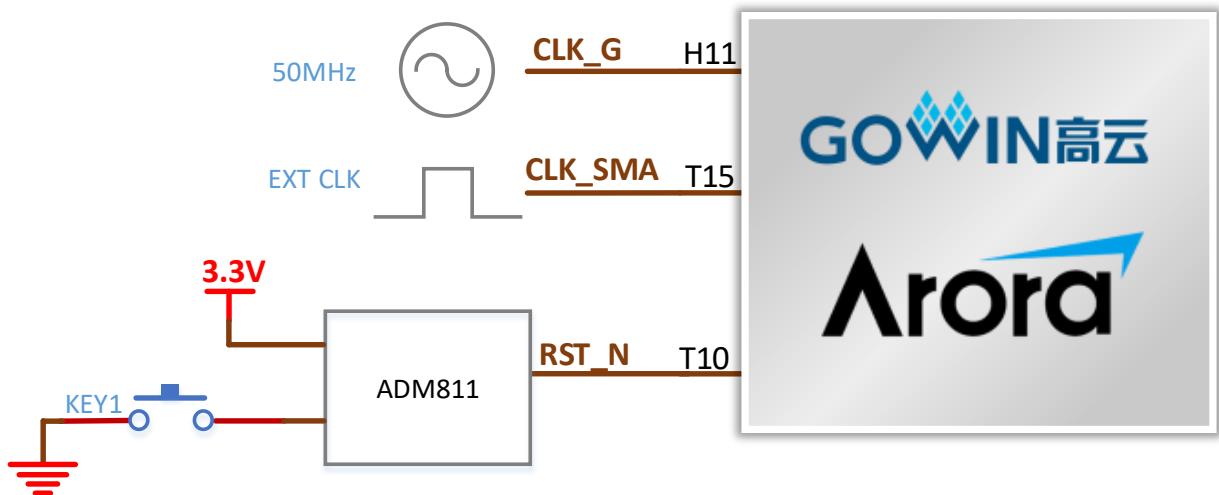 50MHz
CLK_G
H11
EXT CLK
CLK_SMA
T15
GOWIN高云
Arora
3.3V
ADM811
RST_N
T10
KEY1